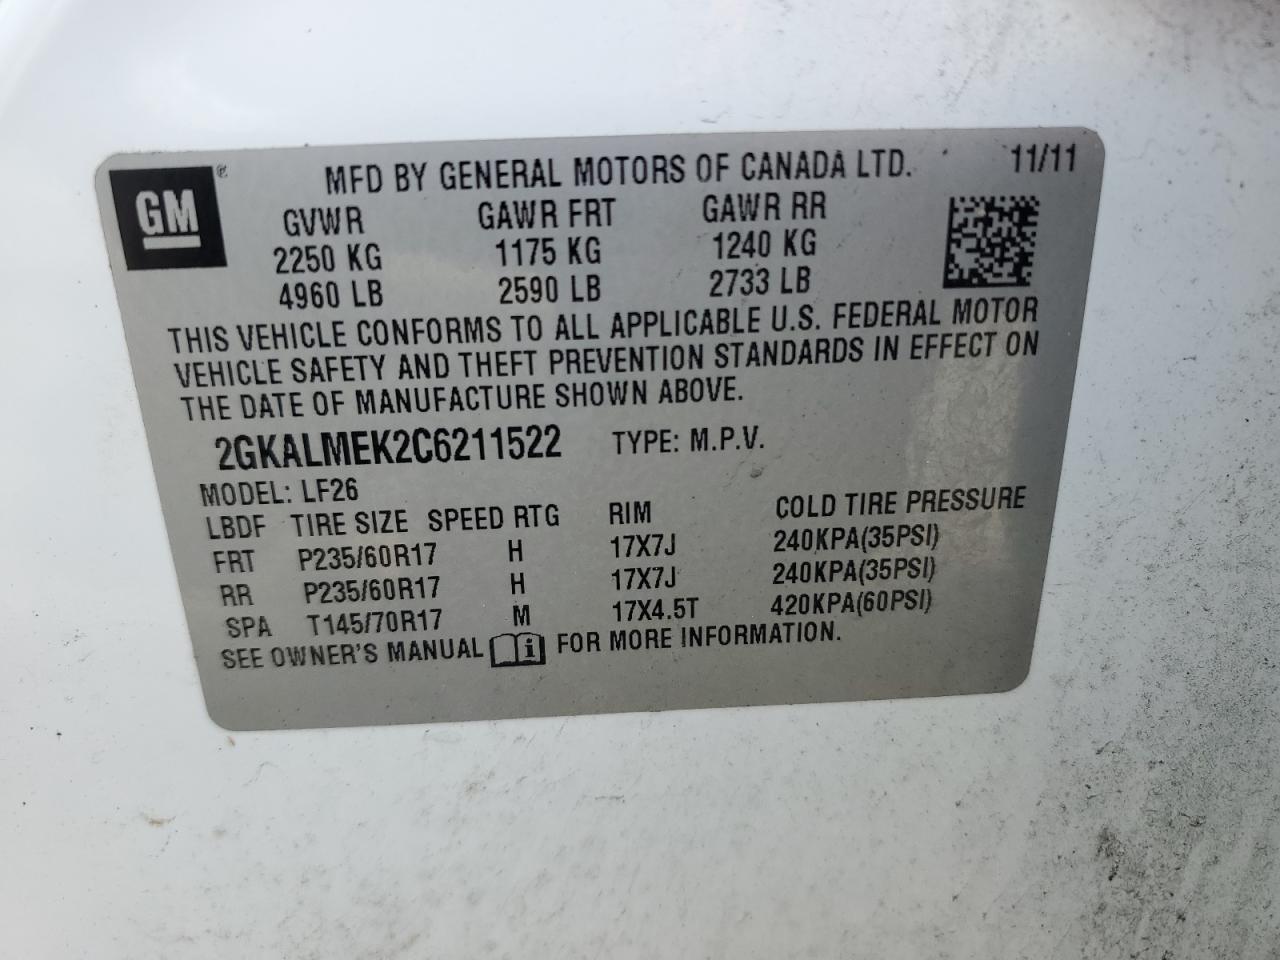 GM ® MFD BY GENERAL MOTORS OF CANADA LTD. 11/11
GVWR GAWR FRT GAWR RR
2250 KG 1175 KG 1240 KG
4960 LB 2590 LB 2733 LB
THIS VEHICLE CONFORMS TO ALL APPLICABLE U.S. FEDERAL MOTOR
VEHICLE SAFETY AND THEFT PREVENTION STANDARDS IN EFFECT ON
THE DATE OF MANUFACTURE SHOWN ABOVE.
2GKALMEK2C6211522 TYPE: M.P.V.
MODEL: LF26
LBDF TIRE SIZE SPEED RTG RIM COLD TIRE PRESSURE
FRT P235/60R17 H 17X7J 240KPA(35PSI)
RR P235/60R17 H 17X7J 240KPA(35PSI)
SPA T145/70R17 M 17X4.5T 420KPA(60PSI)
SEE OWNER'S MANUAL i FOR MORE INFORMATION.